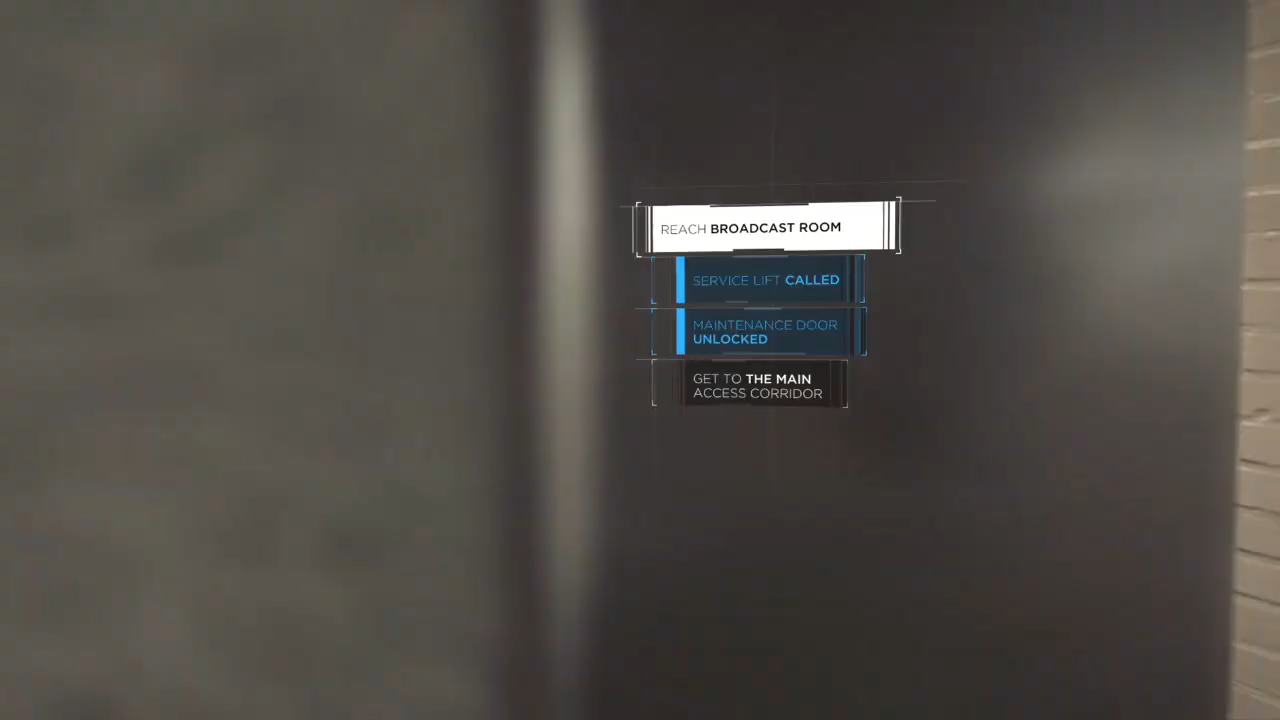 REACH BROADCAST ROOM
SERVICE LIFT CALLED
MAINTENANCE DOOR
UNLOCKED
GET TO THE MAIN
ACCESS CORRIDOR